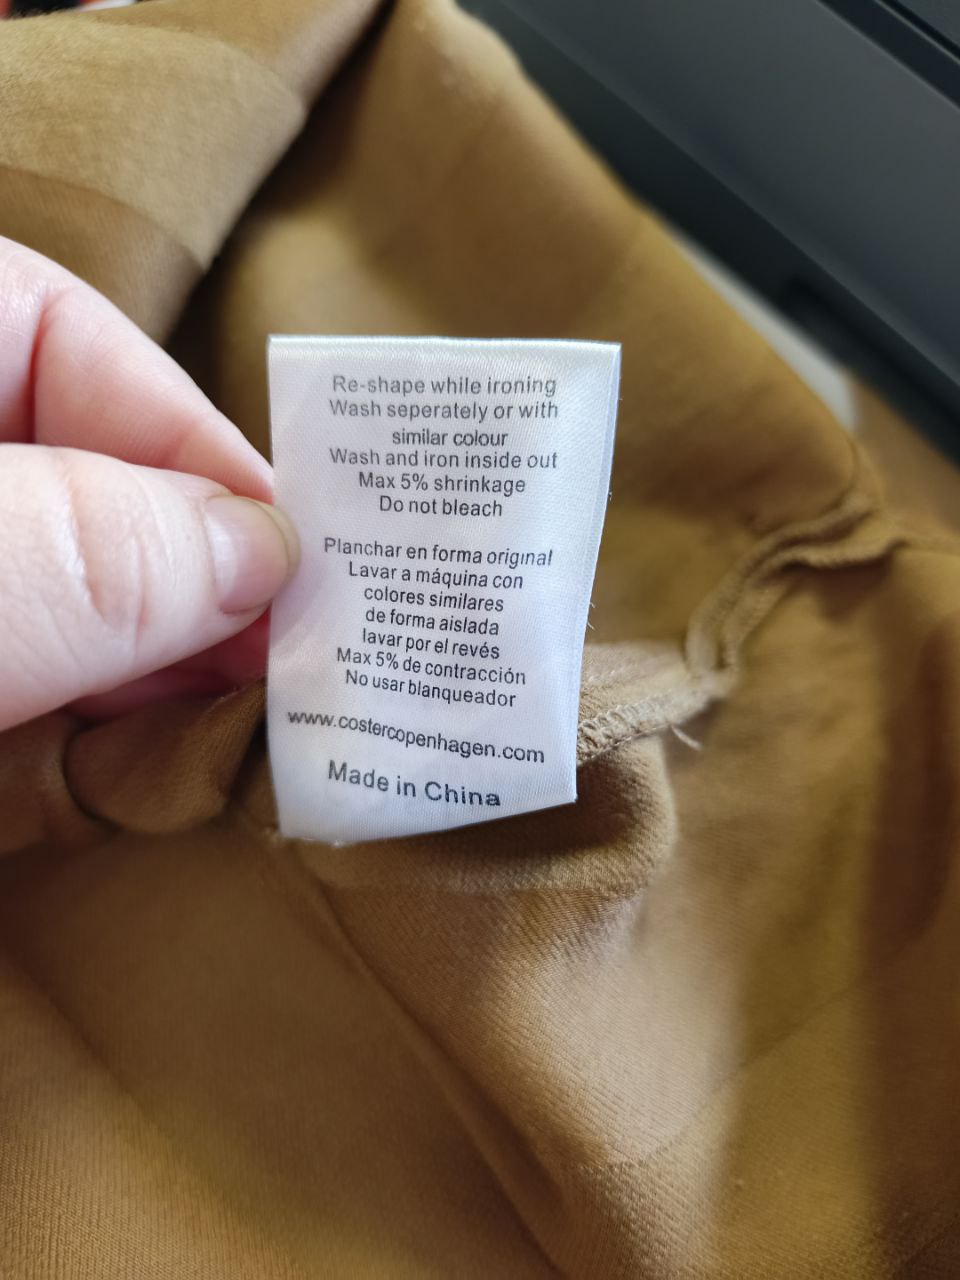 Re-shape while ironing
Wash seperately or with
similar colour
Wash and iron inside out
Max 5% shrinkage
Do not bleach
Planchar en forma original
Lavar a máquina con
colores similares
de forma aislada
lavar por el revés
Max 5% de contracción
No usar blanqueador
www.costercopenhagen.com
Made in China